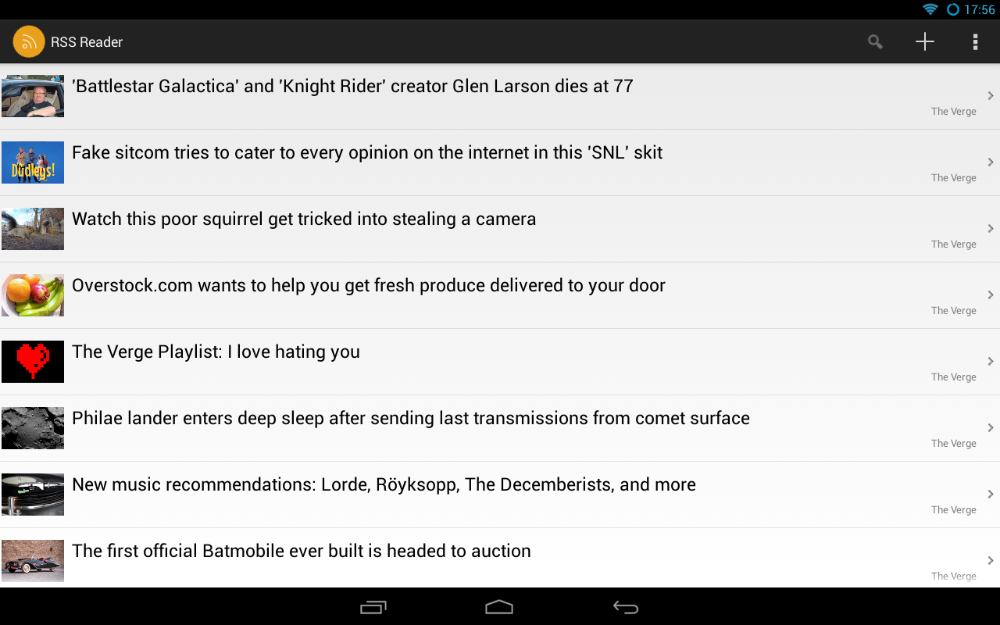 17:56
RSS Reader
'Battlestar Galactica' and 'Knight Rider' creator Glen Larson dies at 77
The Verge
Dudleys!
Fake sitcom tries to cater to every opinion on the internet in this 'SNL' skit
The Verge
Watch this poor squirrel get tricked into stealing a camera
The Verge
Overstock.com wants to help you get fresh produce delivered to your door
The Verge
The Verge Playlist: I love hating you
The Verge
Philae lander enters deep sleep after sending last transmissions from comet surface
The Verge
New music recommendations: Lorde, Röyksopp, The Decemberists, and more
The Verge
The first official Batmobile ever built is headed to auction
The Verge